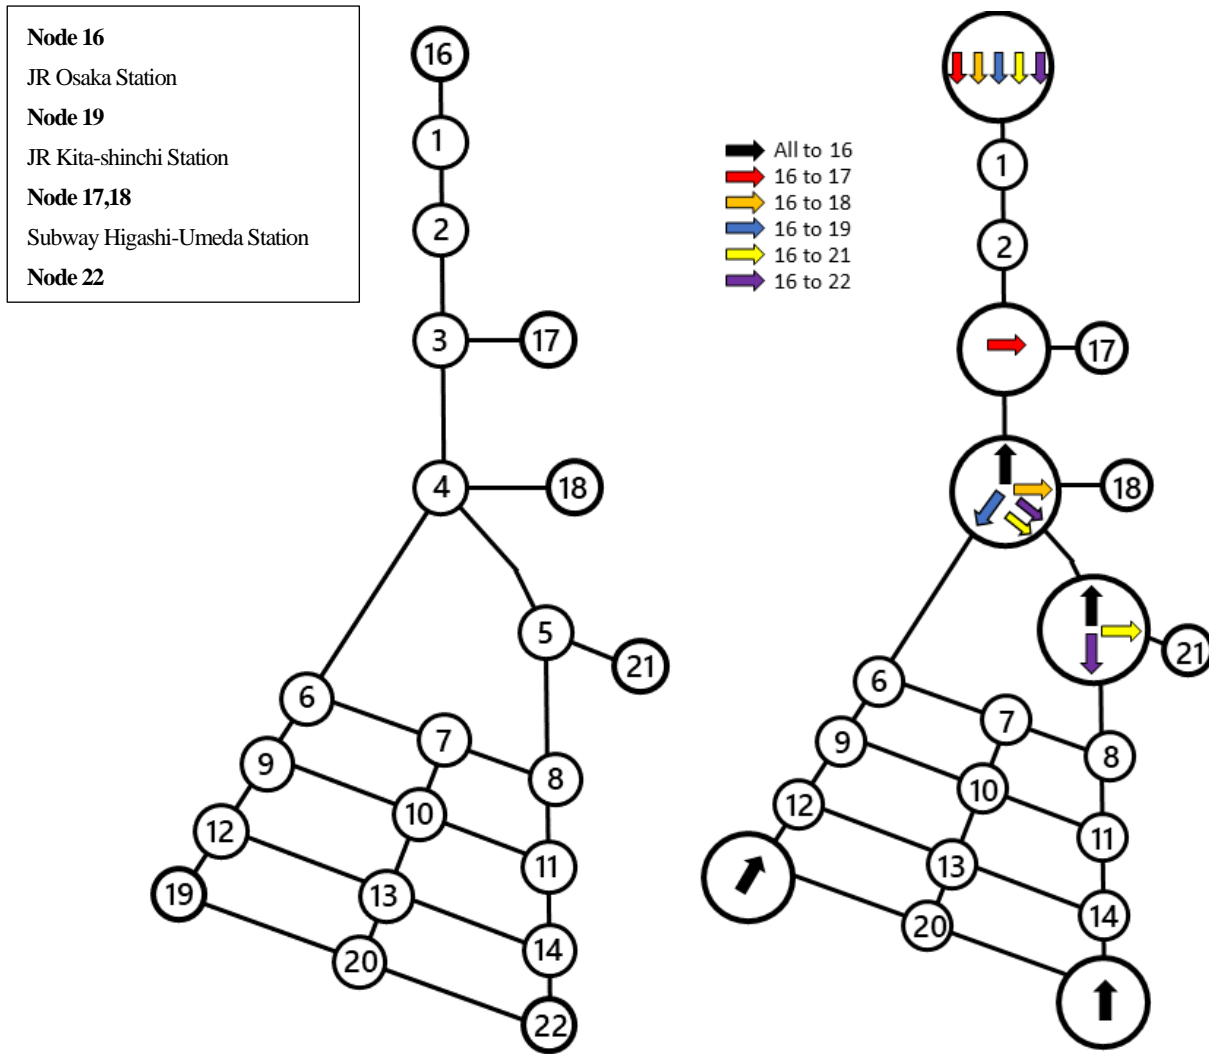 Node 16
JR Osaka Station
Node 19
JR Kita-shinchi Station
Node 17,18
Subway Higashi-Umeda Station
Node 22
16
1
2
3
17
4
18
5
21
6
7
8
9
10
11
12
13
14
19
20
22
All to 16
16 to 17
16 to 18
16 to 19
16 to 21
16 to 22
1
2
17
18
21
6
7
8
9
10
11
12
13
14
20